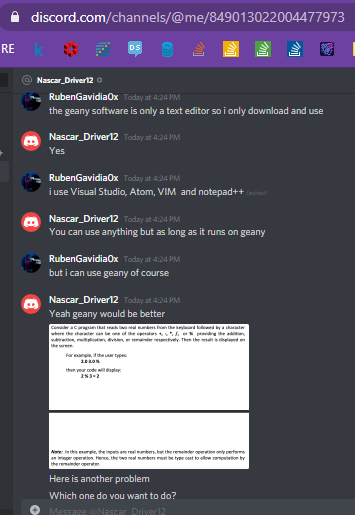 discord.com/channels/@me/849013022004477973
RE
DS
@ Nascar_Driver12
RubenGavidia0x Today at 4:24 PM
the geany software is only a text editor so i only download and use
Nascar_Driver12 Today at 4:24 PM
Yes
RubenGavidia0x Today at 4:24 PM
i use Visual Studio, Atom, VIM and notepad++ (edited)
Nascar_Driver12 Today at 4:24 PM
You can use anything but as long as it runs on geany
RubenGavidia0x Today at 4:24 PM
but i can use geany of course
Nascar_Driver12 Today at 4:24 PM
Yeah geany would be better
Consider a C program that reads two real numbers from the keyboard followed by a character
where the character can be one of the operators +, -, *, /, or % providing the addition,
subtraction, multiplication, division, or remainder respectively. Then the result is displayed on
the screen.
For example, if the user types:
2.0 3.0 %
then your code will display:
2 % 3 = 2
Note: In this example, the inputs are real numbers, but the remainder operation only performs
an integer operation. Hence, the two real numbers must be type cast to allow computation by
the remainder operator.
Here is another problem
Which one do you want to do?
Message @Nascar_Driver12